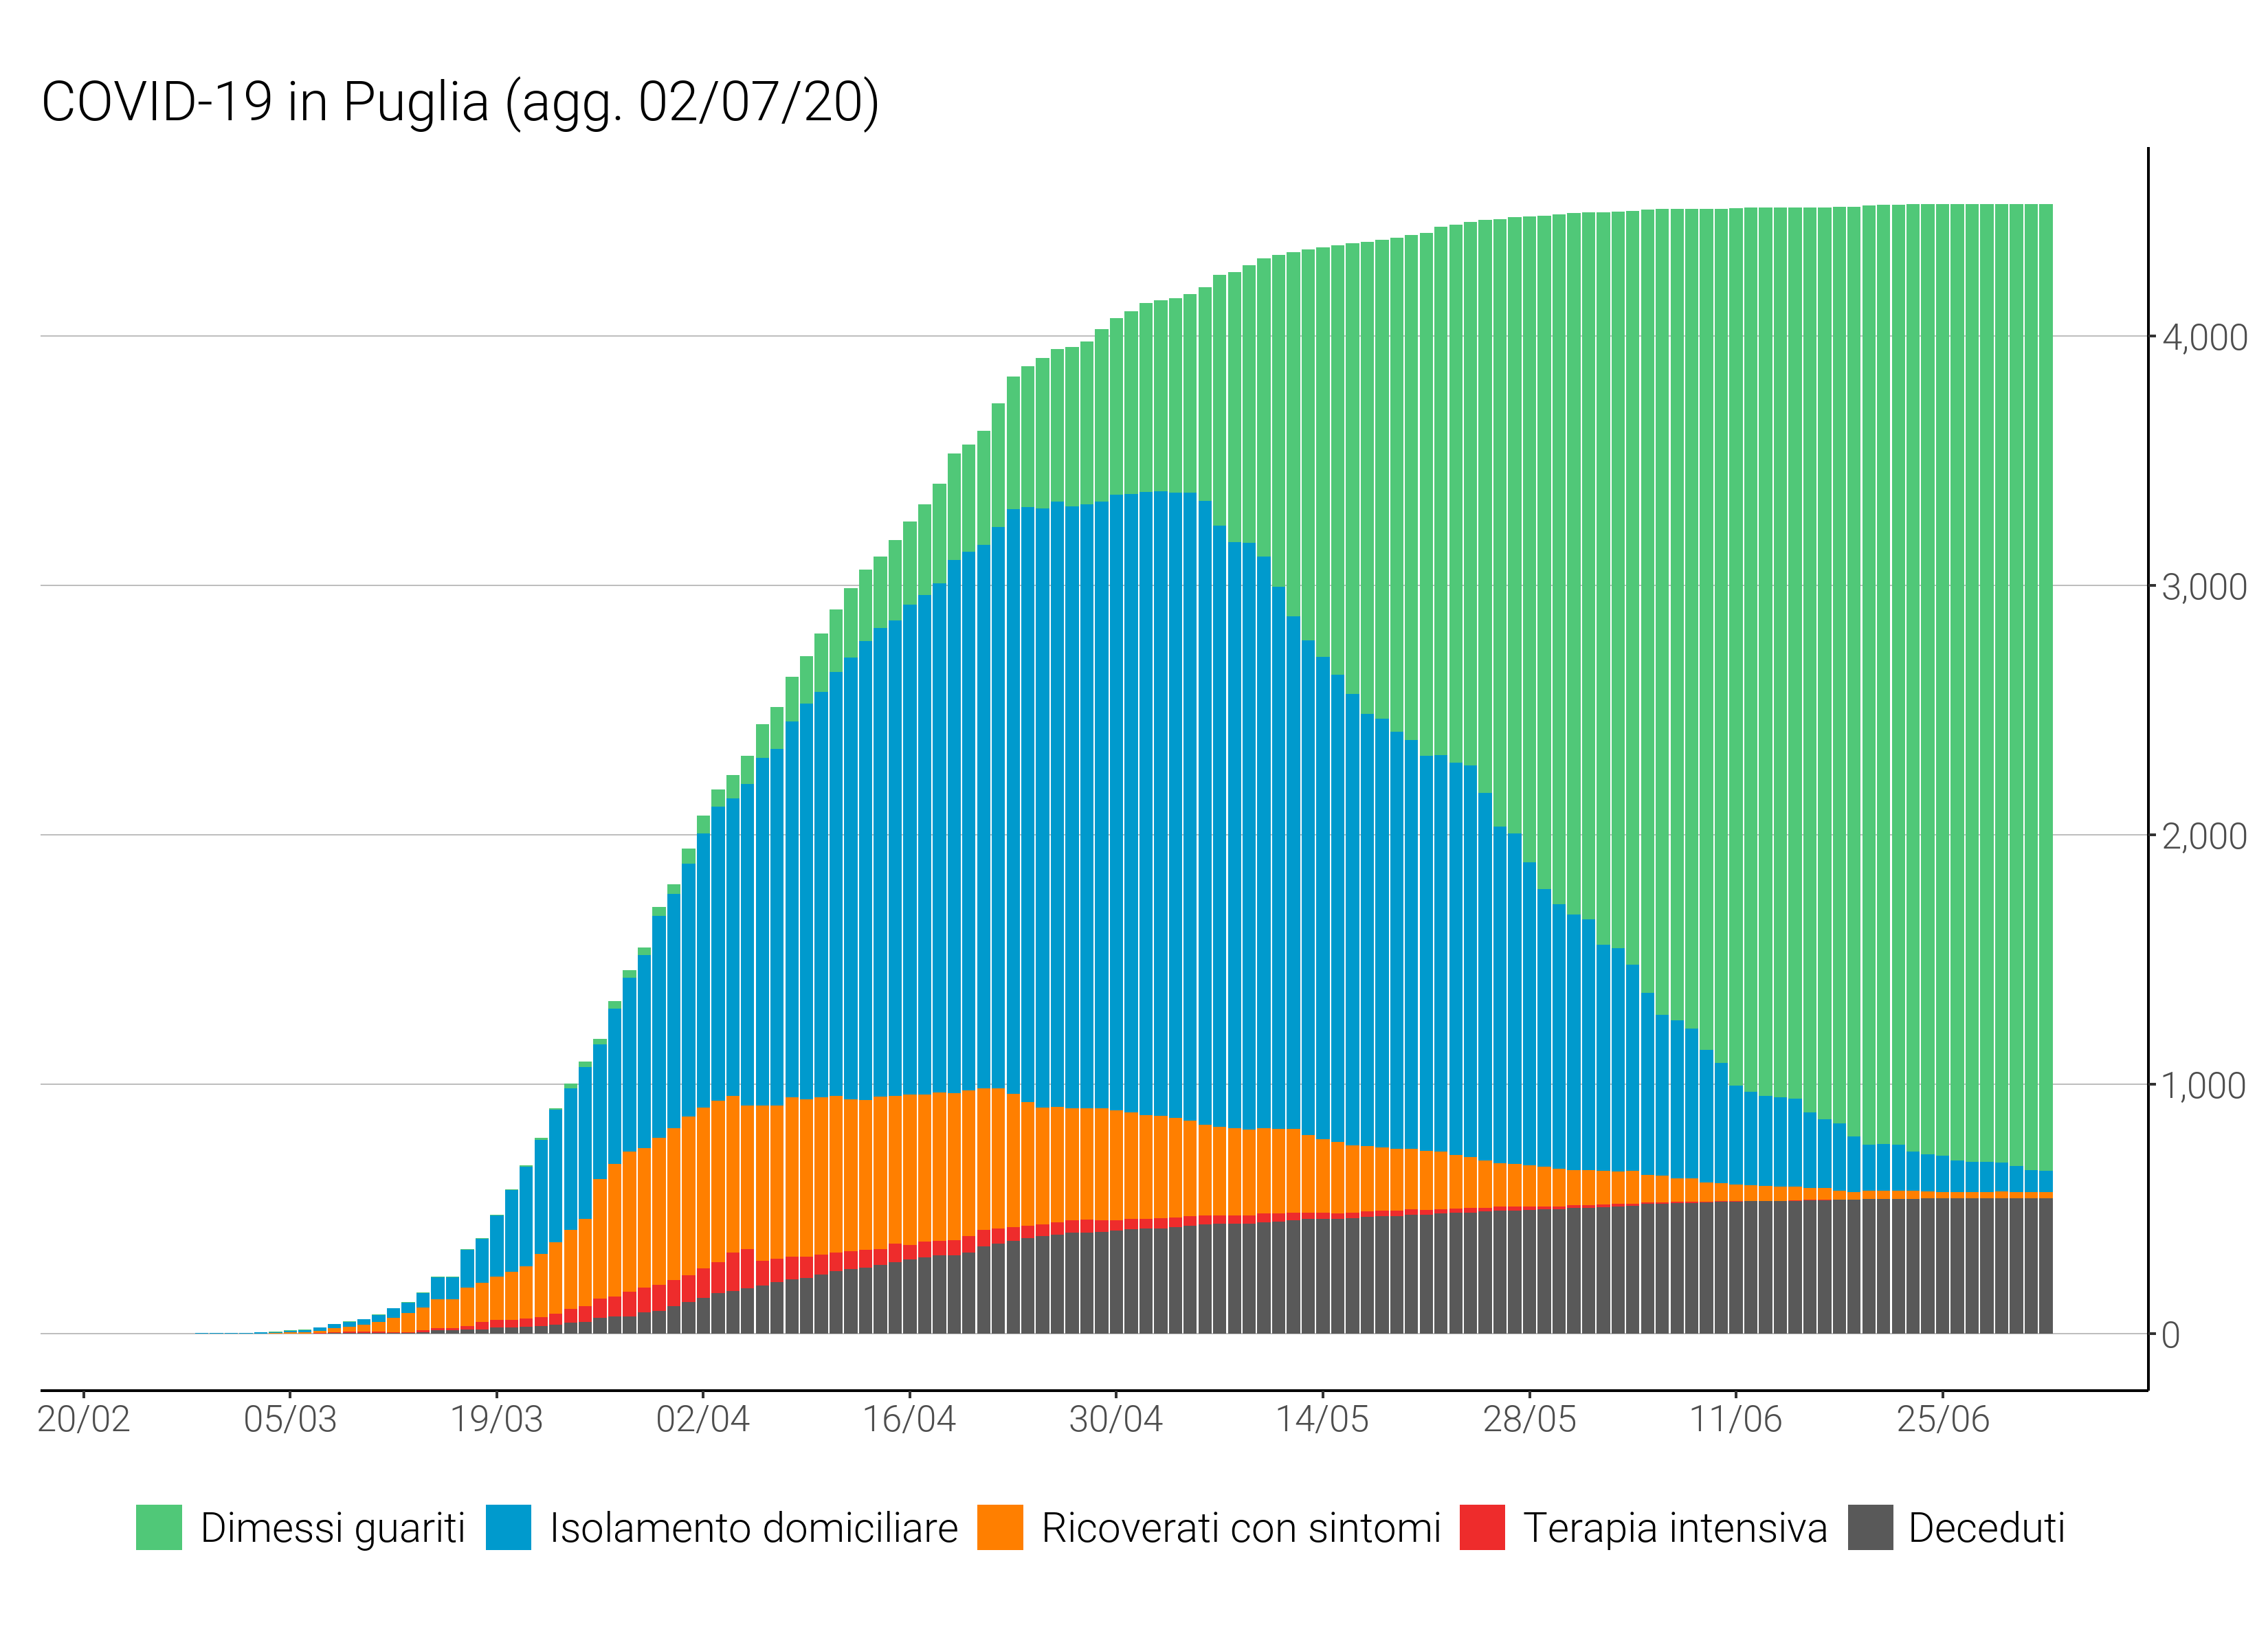 COVID-19 in Puglia (agg. 02/07/20)
4,000
3,000
2,000
1,000
0
20/02 05/03 19/03 02/04 16/04 30/04 14/05 28/05 11/06 25/06
Dimessi guariti Isolamento domiciliare Ricoverati con sintomi Terapia intensiva Deceduti